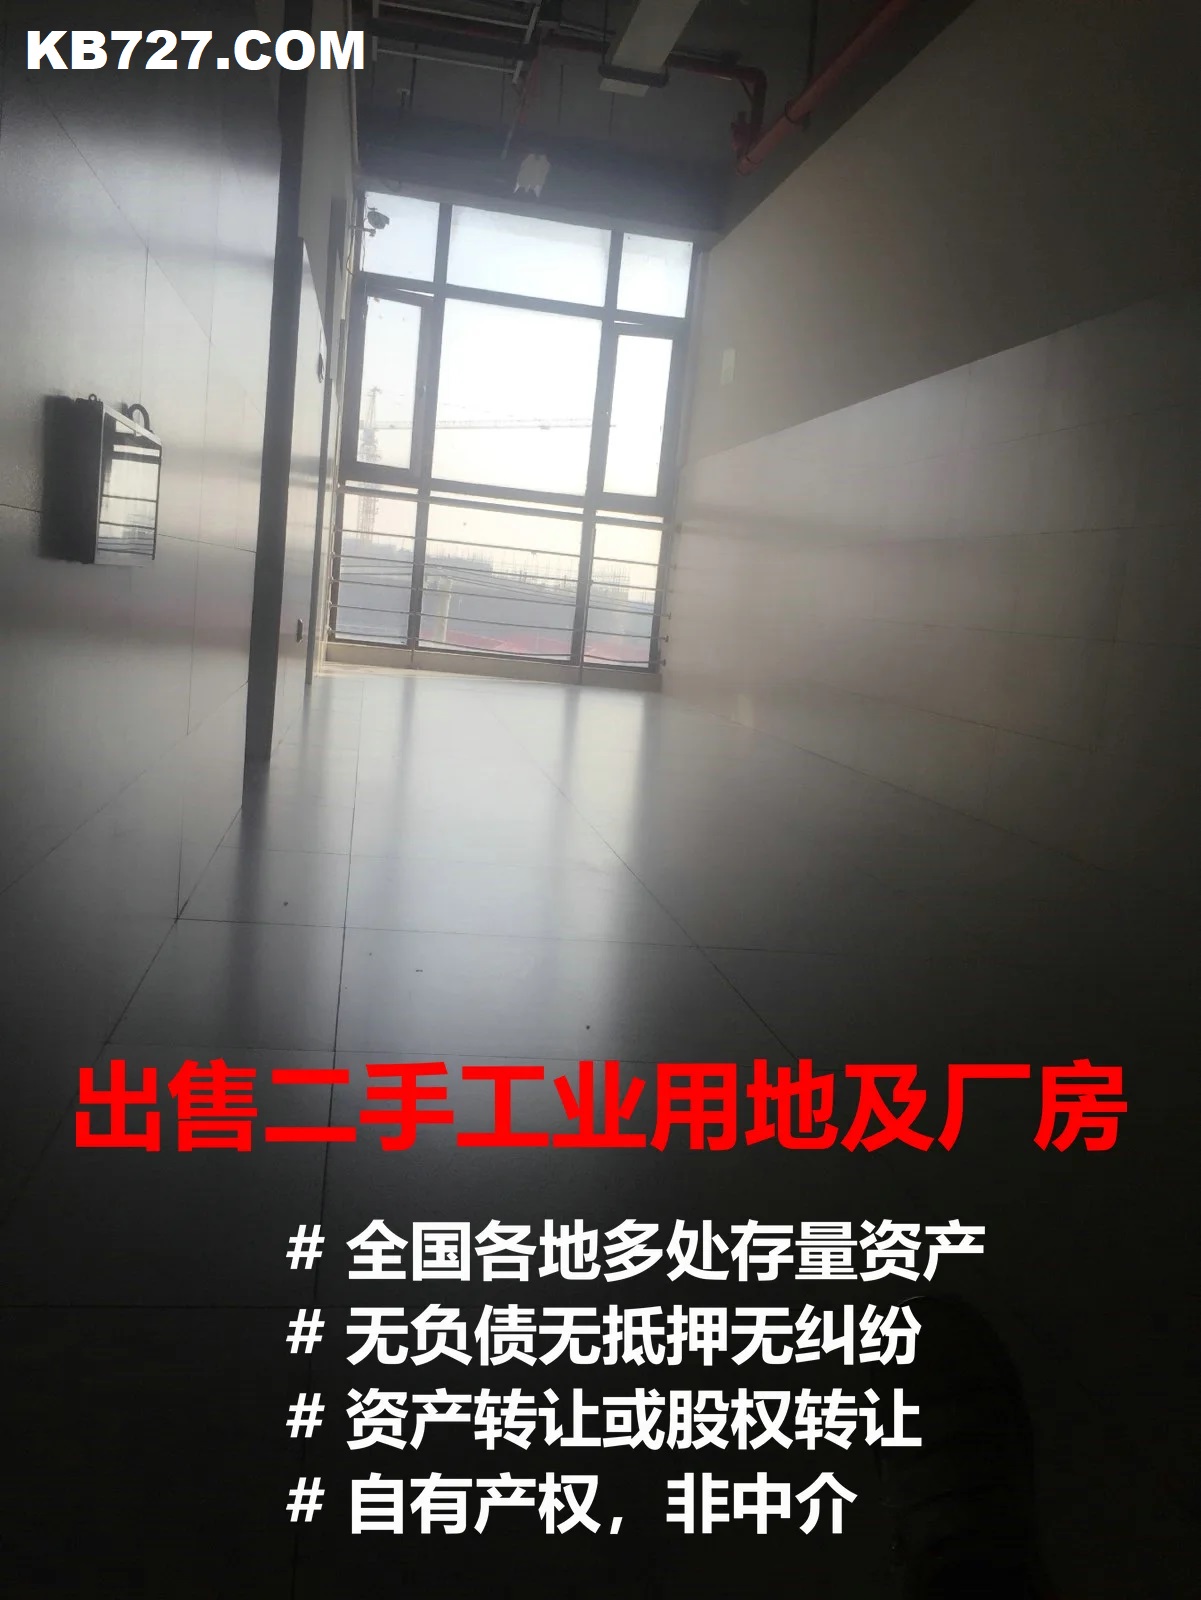 KB727.COM
出售二手工业用地及厂房
# 全国各地多处存量资产
# 无负债无抵押无纠纷
# 资产转让或股权转让
# 自有产权，非中介